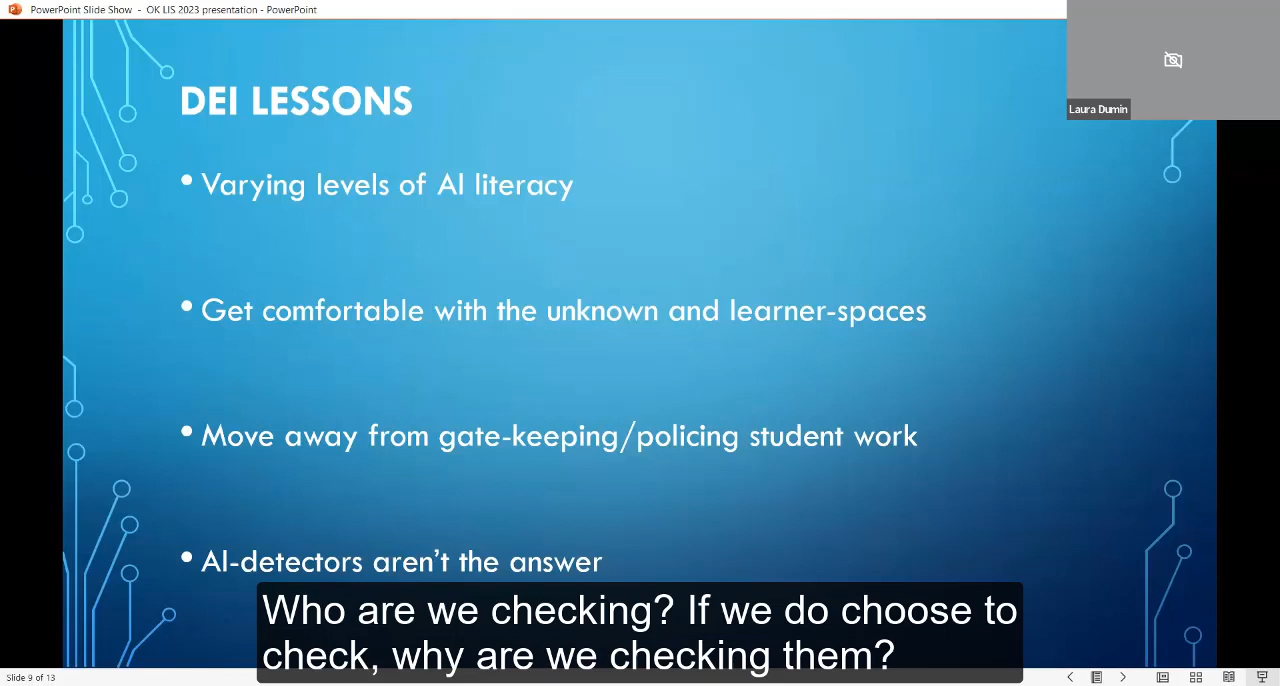 PowerPoint Slide Show - OK LIS 2023 presentation - PowerPoint
Laura Dumin
DEI LESSONS
• Varying levels of AI literacy
• Get comfortable with the unknown and learner-spaces
• Move away from gate-keeping/policing student work
• AI-detectors aren't the answer
Who are we checking? If we do choose to
check, why are we checking them?
Slide 9 of 13